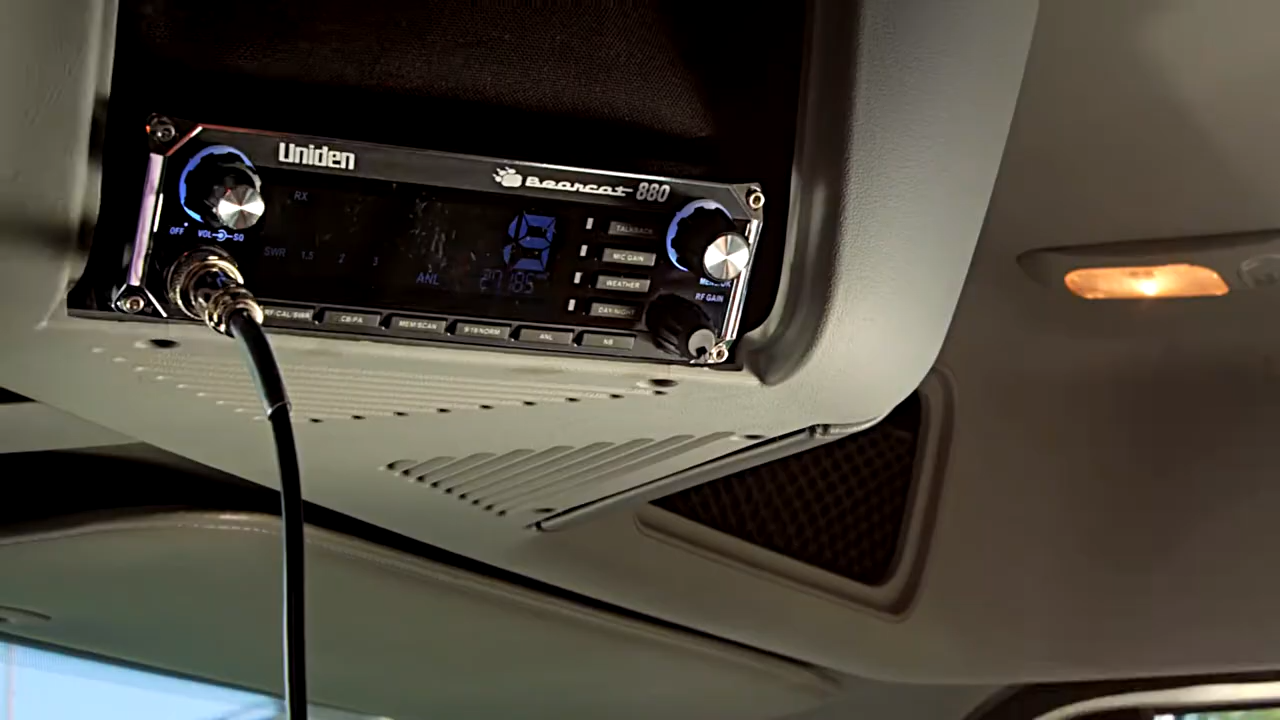 Uniden
Bearcat 880
RX
19
TALKBACK
OFF VOL SQ
MIC GAIN
SWR 1.5 2 3
ANL 27.185
WEATHER
RF GAIN
DAY/NIGHT
RF/CAL/SWR CB/PA MEM/SCAN 9/19/NORM ANL NB